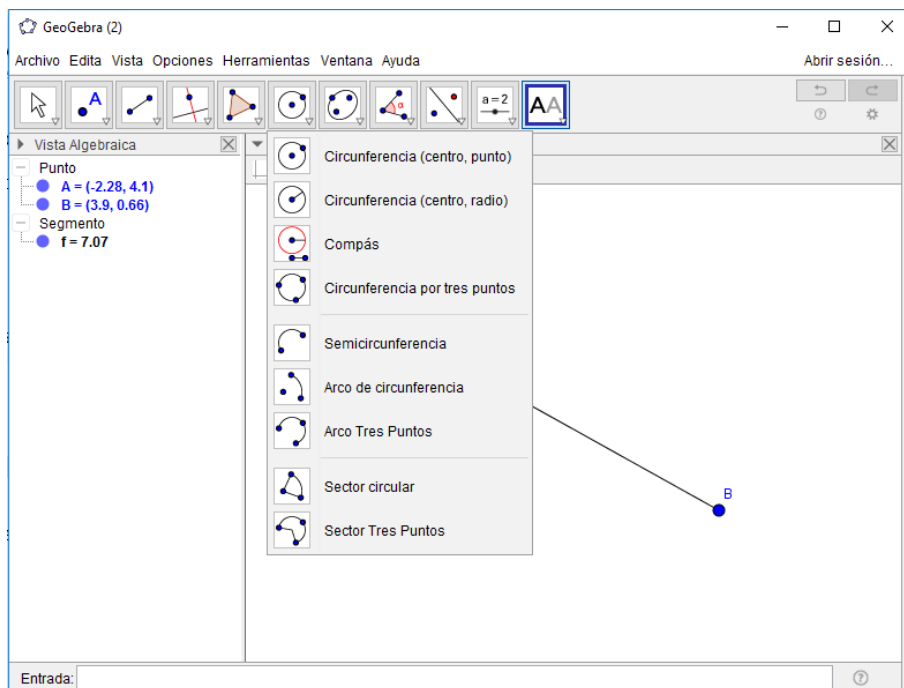 GeoGebra (2)
Archivo Edita Vista Opciones Herramientas Ventana Ayuda Abrir sesión...
A α a=2 AA
Vista Algebraica
Punto
A = (-2.28, 4.1)
B = (3.9, 0.66)
Segmento
f = 7.07
Circunferencia (centro, punto)
Circunferencia (centro, radio)
Compás
Circunferencia por tres puntos
Semicircunferencia
Arco de circunferencia
Arco Tres Puntos
Sector circular
Sector Tres Puntos
B
Entrada: